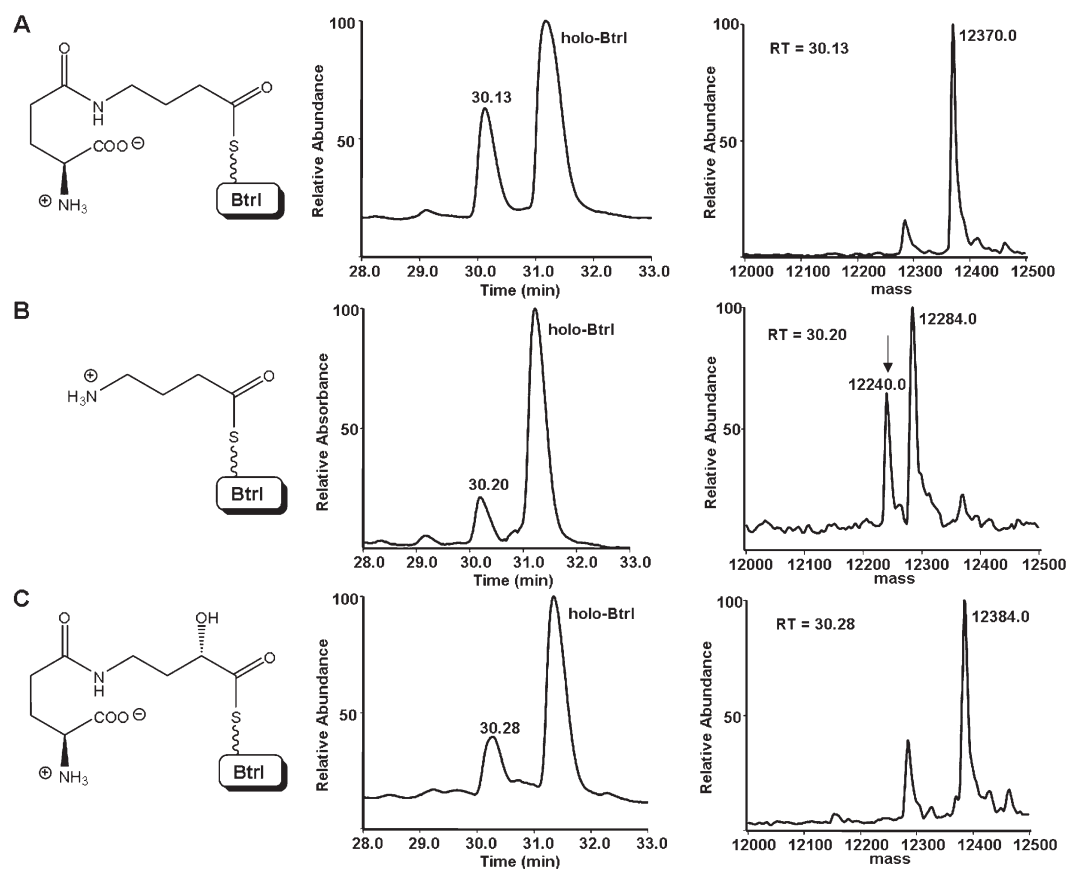 A
O
N
H
O
COO ⊖
S
⊕ NH3
BtrI
100
50
Relative Abundance
30.13
holo-BtrI
28.0 29.0 30.0 31.0 32.0 33.0
Time (min)
100
50
Relative Abundance
RT = 30.13
12370.0
12000 12100 12200 12300 12400 12500
mass
B
⊕
H3N
O
S
BtrI
100
50
Relative Absorbance
30.20
holo-BtrI
28.0 29.0 30.0 31.0 32.0 33.0
Time (min)
100
50
Relative Abundance
RT = 30.20
12284.0
12240.0
12000 12100 12200 12300 12400 12500
mass
C
O
OH
N
H
O
COO ⊖
S
⊕ NH3
BtrI
100
50
Relative Abundance
30.28
holo-BtrI
28.0 29.0 30.0 31.0 32.0 33.0
Time (min)
100
50
Relative Abundance
RT = 30.28
12384.0
12000 12100 12200 12300 12400 12500
mass